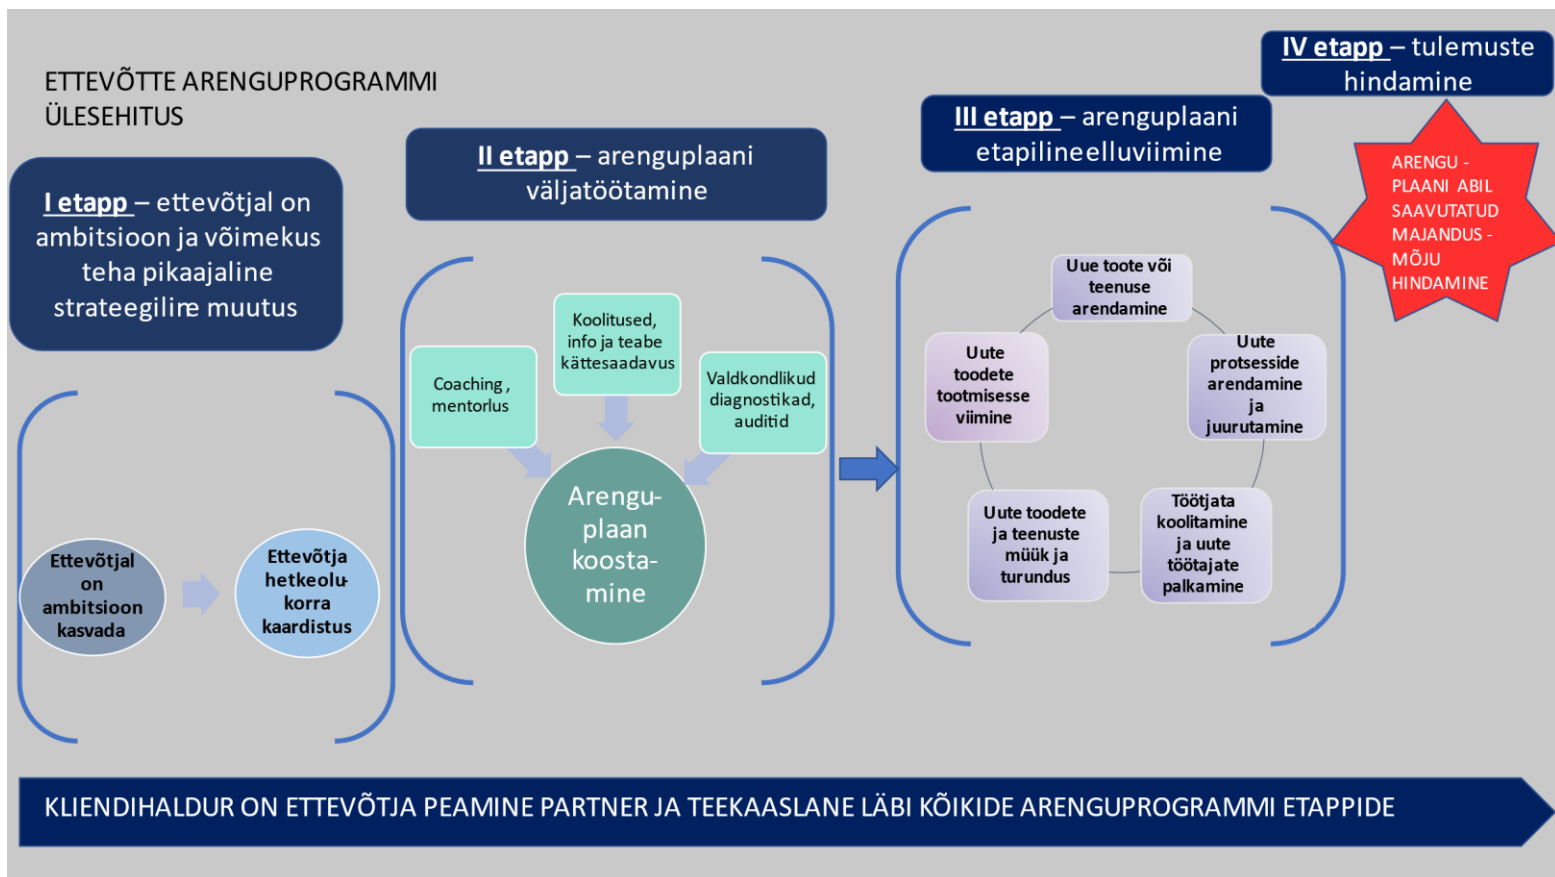 ETTEVÕTTE ARENGUPROGRAMMI
ÜLESEHITUS
I etapp – ettevõtjal on
ambitsioon ja võimekus
teha pikaajaline
strateegiline muutus
Ettevõtjal
on
ambitsioon
kasvada
Ettevõtja
hetkeolu-
korra
kaardistus
II etapp – arenguplaani
väljatöötamine
Coaching ,
mentorlus
Koolitused,
info ja teabe
kättesaadavus
Valdkondlikud
diagnostikad,
auditid
Arengu-
plaan
koosta-
mine
III etapp – arenguplaani
etapiline elluviimine
Uue toote või
teenuse
arendamine
Uute
protsesside
arendamine
ja
juurutamine
Töötjata
koolitamine
ja uute
töötajate
palkamine
Uute toodete
ja teenuste
müük ja
turundus
Uute
toodete
tootmisesse
viimine
IV etapp – tulemuste
hindamine
ARENGU -
PLAANI ABIL
SAAVUTATUD
MAJANDUS -
MÕJU
HINDAMINE
KLIENDIHALDUR ON ETTEVÕTJA PEAMINE PARTNER JA TEEKAASLANE LÄBI KÕIKIDE ARENGUPROGRAMMI ETAPPIDE